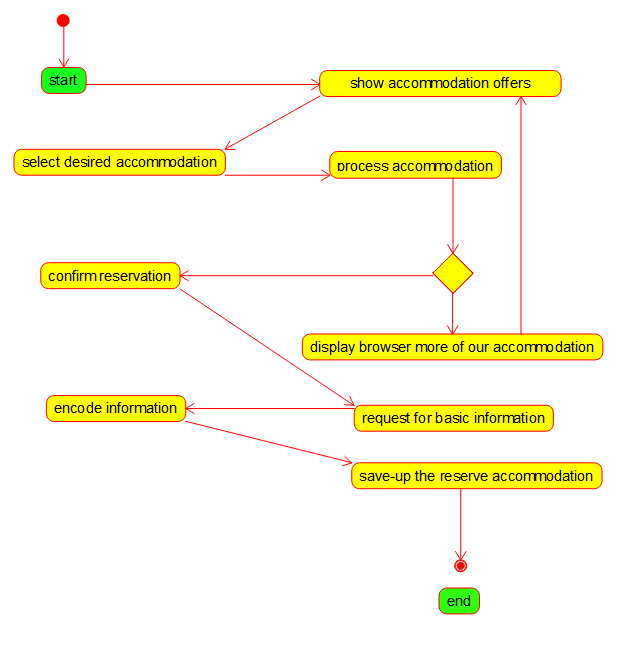 start
show accommodation offers
select desired accommodation
process accommodation
confirm reservation
display browser more of our accommodation
encode information
request for basic information
save-up the reserve accommodation
end